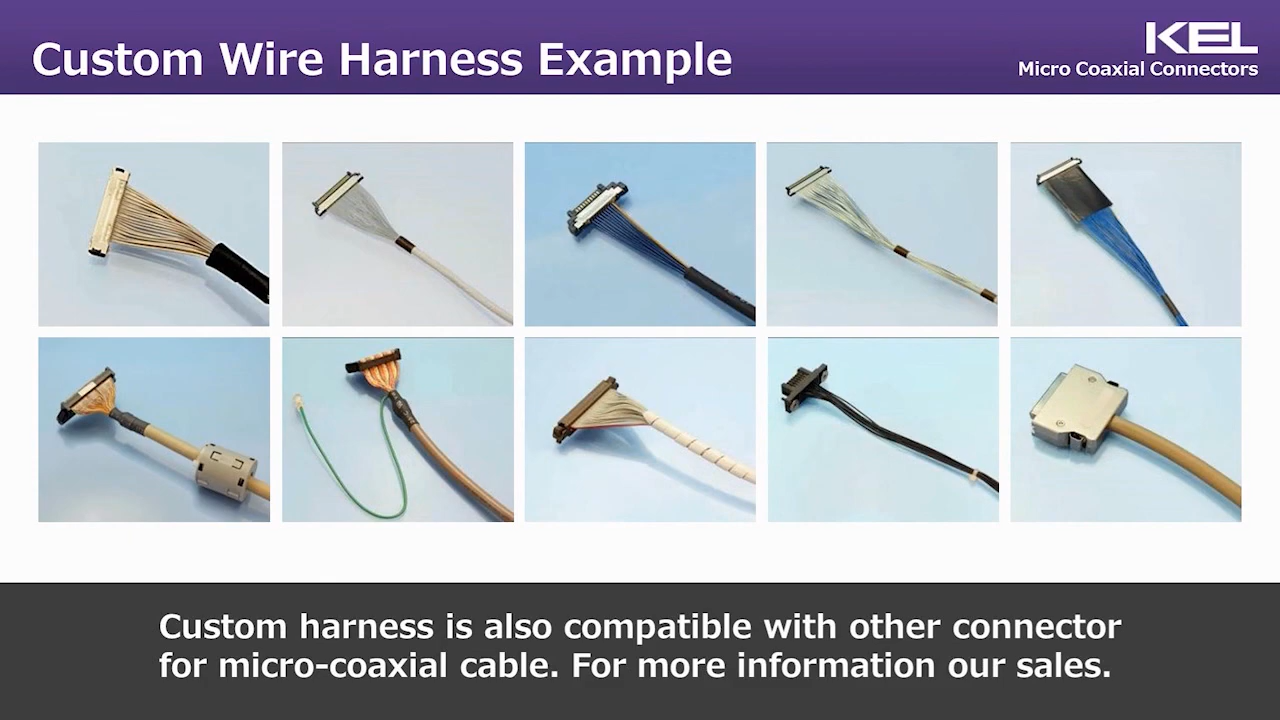 Custom Wire Harness Example
KEL
Micro Coaxial Connectors
Custom harness is also compatible with other connector
for micro-coaxial cable. For more information our sales.